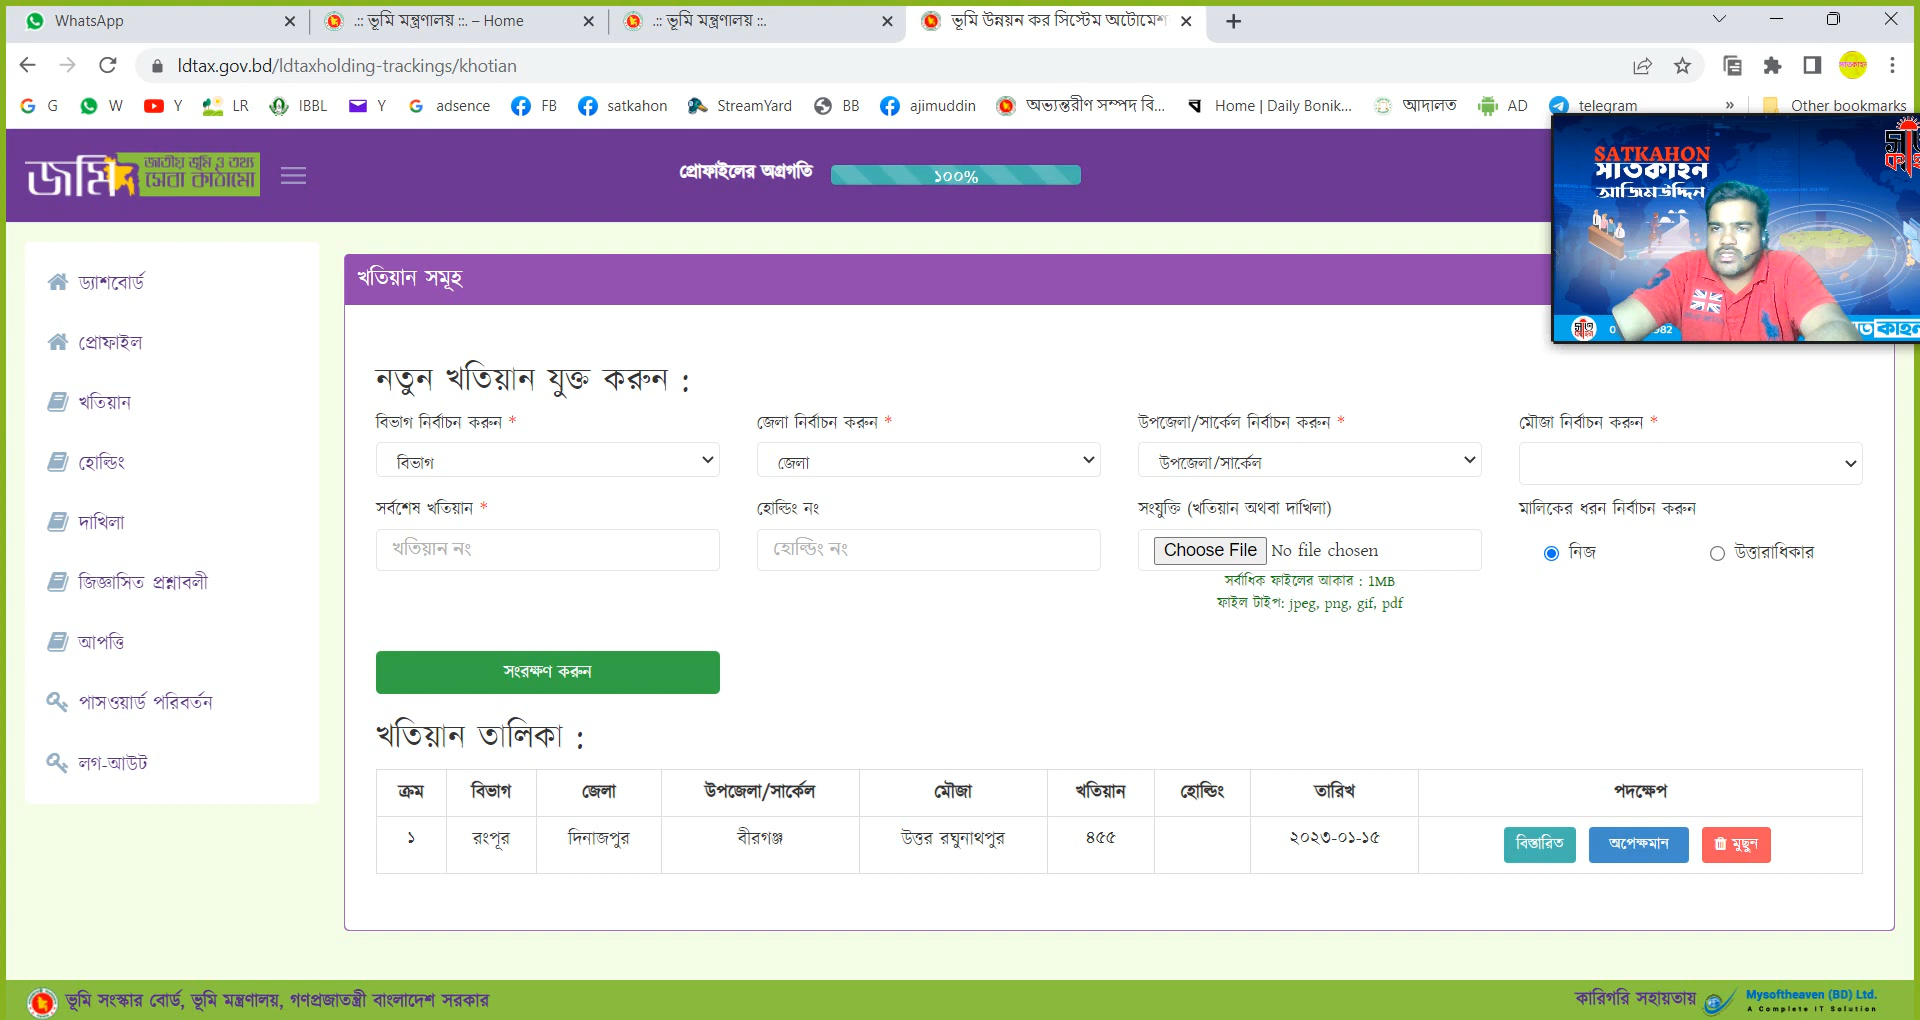 WhatsApp
.:: ভূমি মন্ত্রণালয় ::. – Home
.:: ভূমি মন্ত্রণালয় ::.
ভূমি উন্নয়ন কর সিস্টেম অটোমেশ
ldtax.gov.bd/ldtaxholding-trackings/khotian
G W Y LR IBBL Y adsence FB satkahon StreamYard BB ajimuddin অভ্যন্তরীণ সম্পদ বি... Home | Daily Bonik... আদালত AD telegram » Other bookmarks
জমি
জাতীয় ভূমি ও তথ্য
সেবা কাঠামো
প্রোফাইলের অগ্রগতি ১০০%
SATKAHON
সাতকাহন
আজিমউদ্দিন
ড্যাশবোর্ড
প্রোফাইল
খতিয়ান
হোল্ডিং
দাখিলা
জিজ্ঞাসিত প্রশ্নাবলী
আপত্তি
পাসওয়ার্ড পরিবর্তন
লগ-আউট
খতিয়ান সমূহ
নতুন খতিয়ান যুক্ত করুন :
বিভাগ নির্বাচন করুন * জেলা নির্বাচন করুন * উপজেলা/সার্কেল নির্বাচন করুন * মৌজা নির্বাচন করুন *
বিভাগ জেলা উপজেলা/সার্কেল
সর্বশেষ খতিয়ান * হোল্ডিং নং সংযুক্তি (খতিয়ান অথবা দাখিলা) মালিকের ধরন নির্বাচন করুন
খতিয়ান নং হোল্ডিং নং Choose File No file chosen নিজ উত্তারাধিকার
সর্বাধিক ফাইলের আকার : 1MB
ফাইল টাইপ: jpeg, png, gif, pdf
সংরক্ষণ করুন
খতিয়ান তালিকা :
ক্রম বিভাগ জেলা উপজেলা/সার্কেল মৌজা খতিয়ান হোল্ডিং তারিখ পদক্ষেপ
১ রংপুর দিনাজপুর বীরগঞ্জ উত্তর রঘুনাথপুর ৪৫৫ ২০২৩-০১-১৫ বিস্তারিত অপেক্ষমান মুছুন
ভূমি সংস্কার বোর্ড, ভূমি মন্ত্রণালয়, গণপ্রজাতন্ত্রী বাংলাদেশ সরকার
কারিগরি সহায়তায় Mysoftheaven (BD) Ltd.
A Complete IT Solution